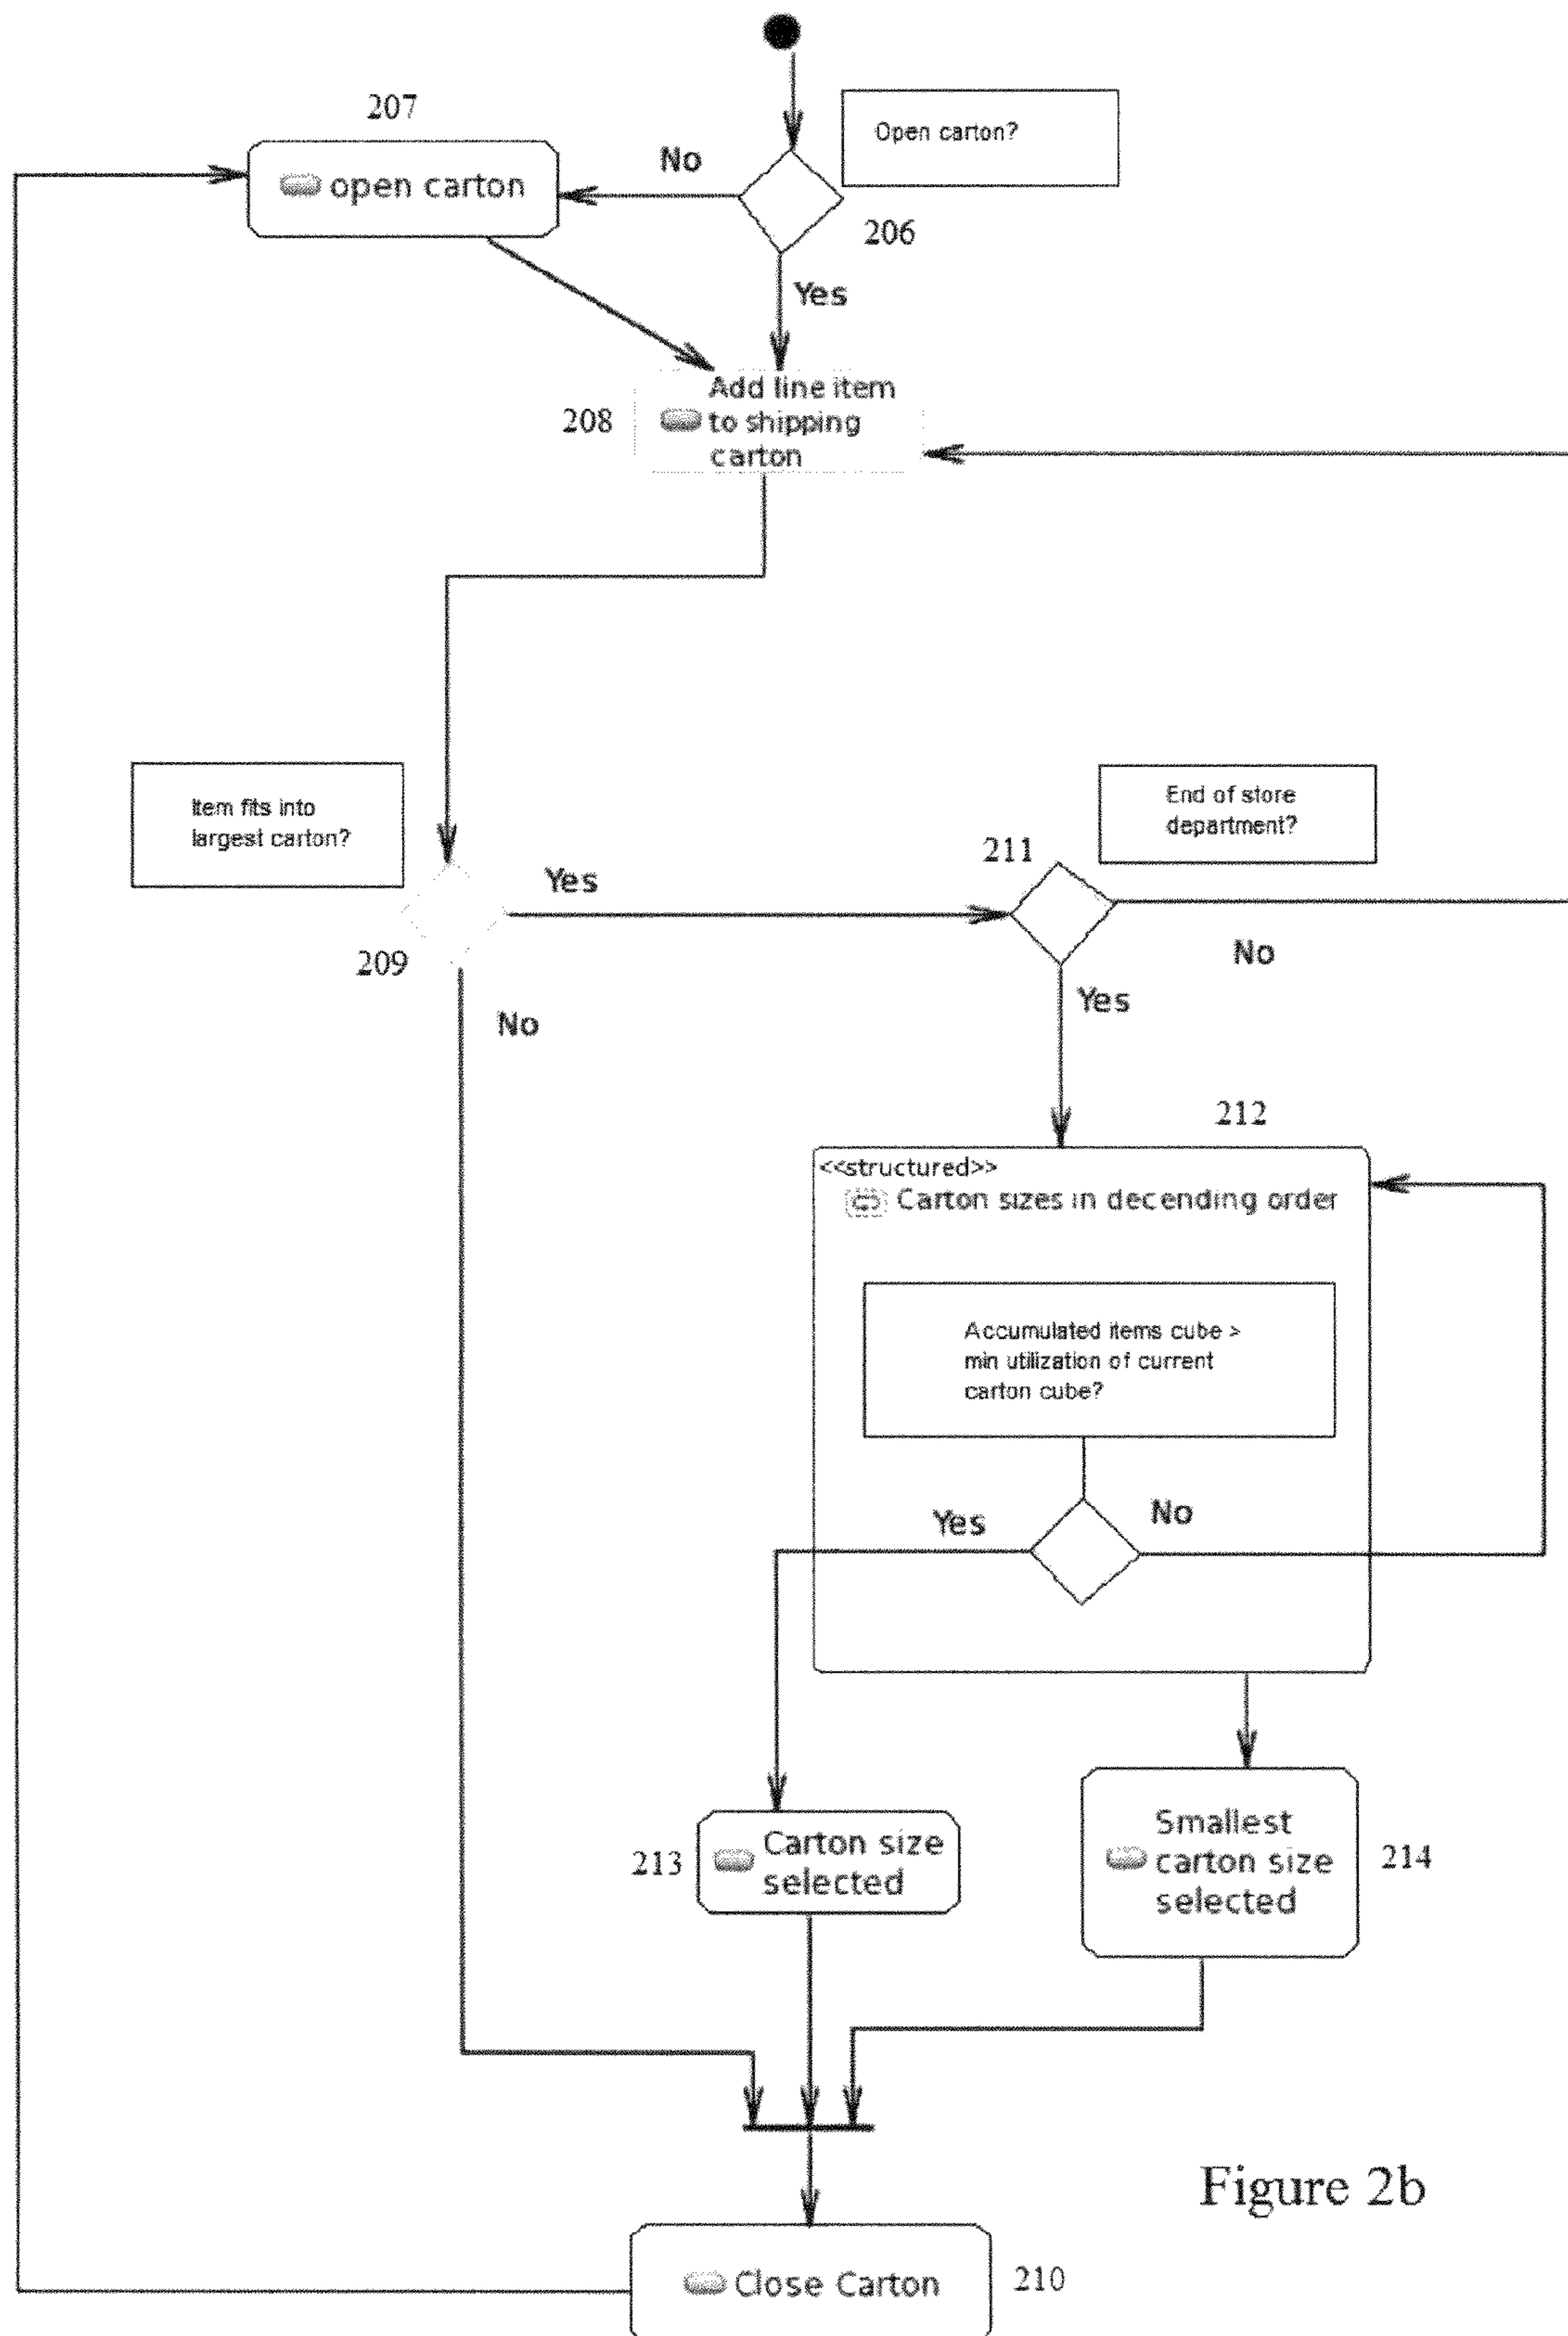 207
Open carton?
No
open carton
206
Yes
Add line item
208
to shipping
carton
Item fits into
largest carton?
End of store
department?
211
Yes
209
No
No
Yes
212
<<structured>>
Carton sizes in decending order
Accumulated items cube >
min utilization of current
carton cube?
Yes
No
213
Carton size
selected
Smallest
carton size
selected
214
Figure 2b
Close Carton
210